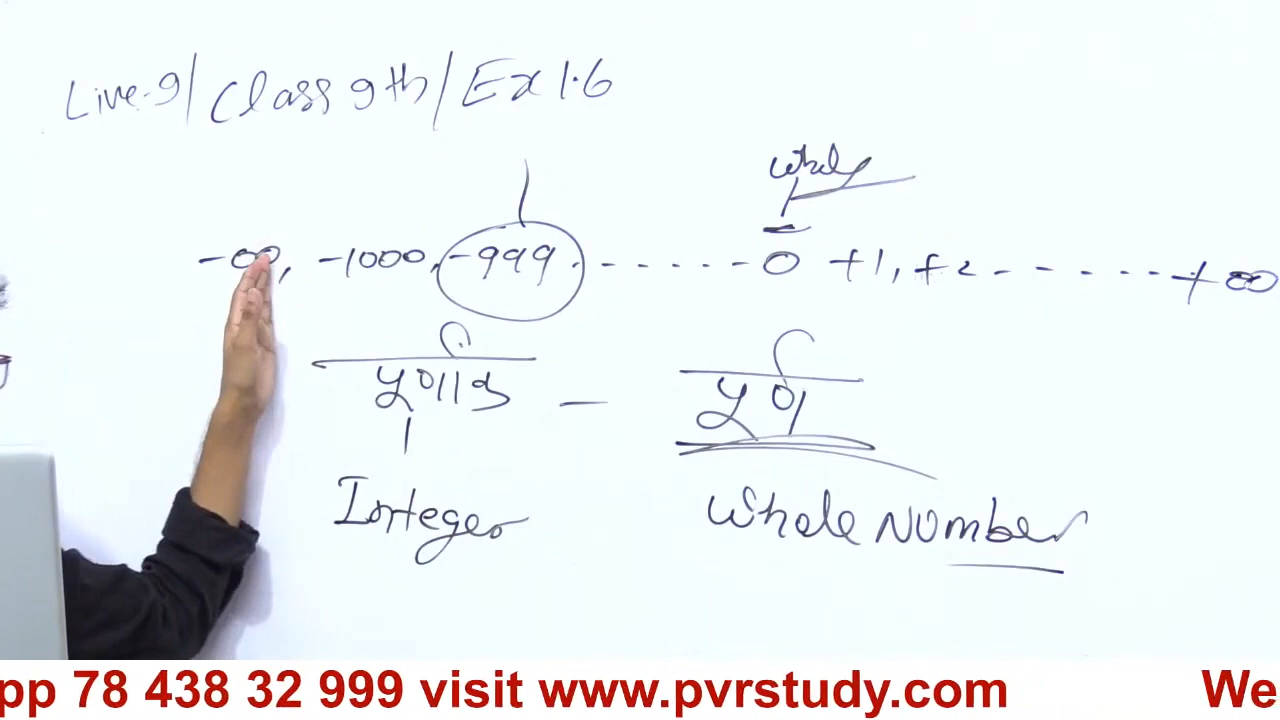 Live-9/Class 9th/Ex 1.6
whole
-∞, -1000, -999. - - - - - 0 +1, +2 - - - - - +∞
पूर्णांक - पूर्ण
Integer Whole Number
pp 78 438 32 999 visit www.pvrstudy.com We